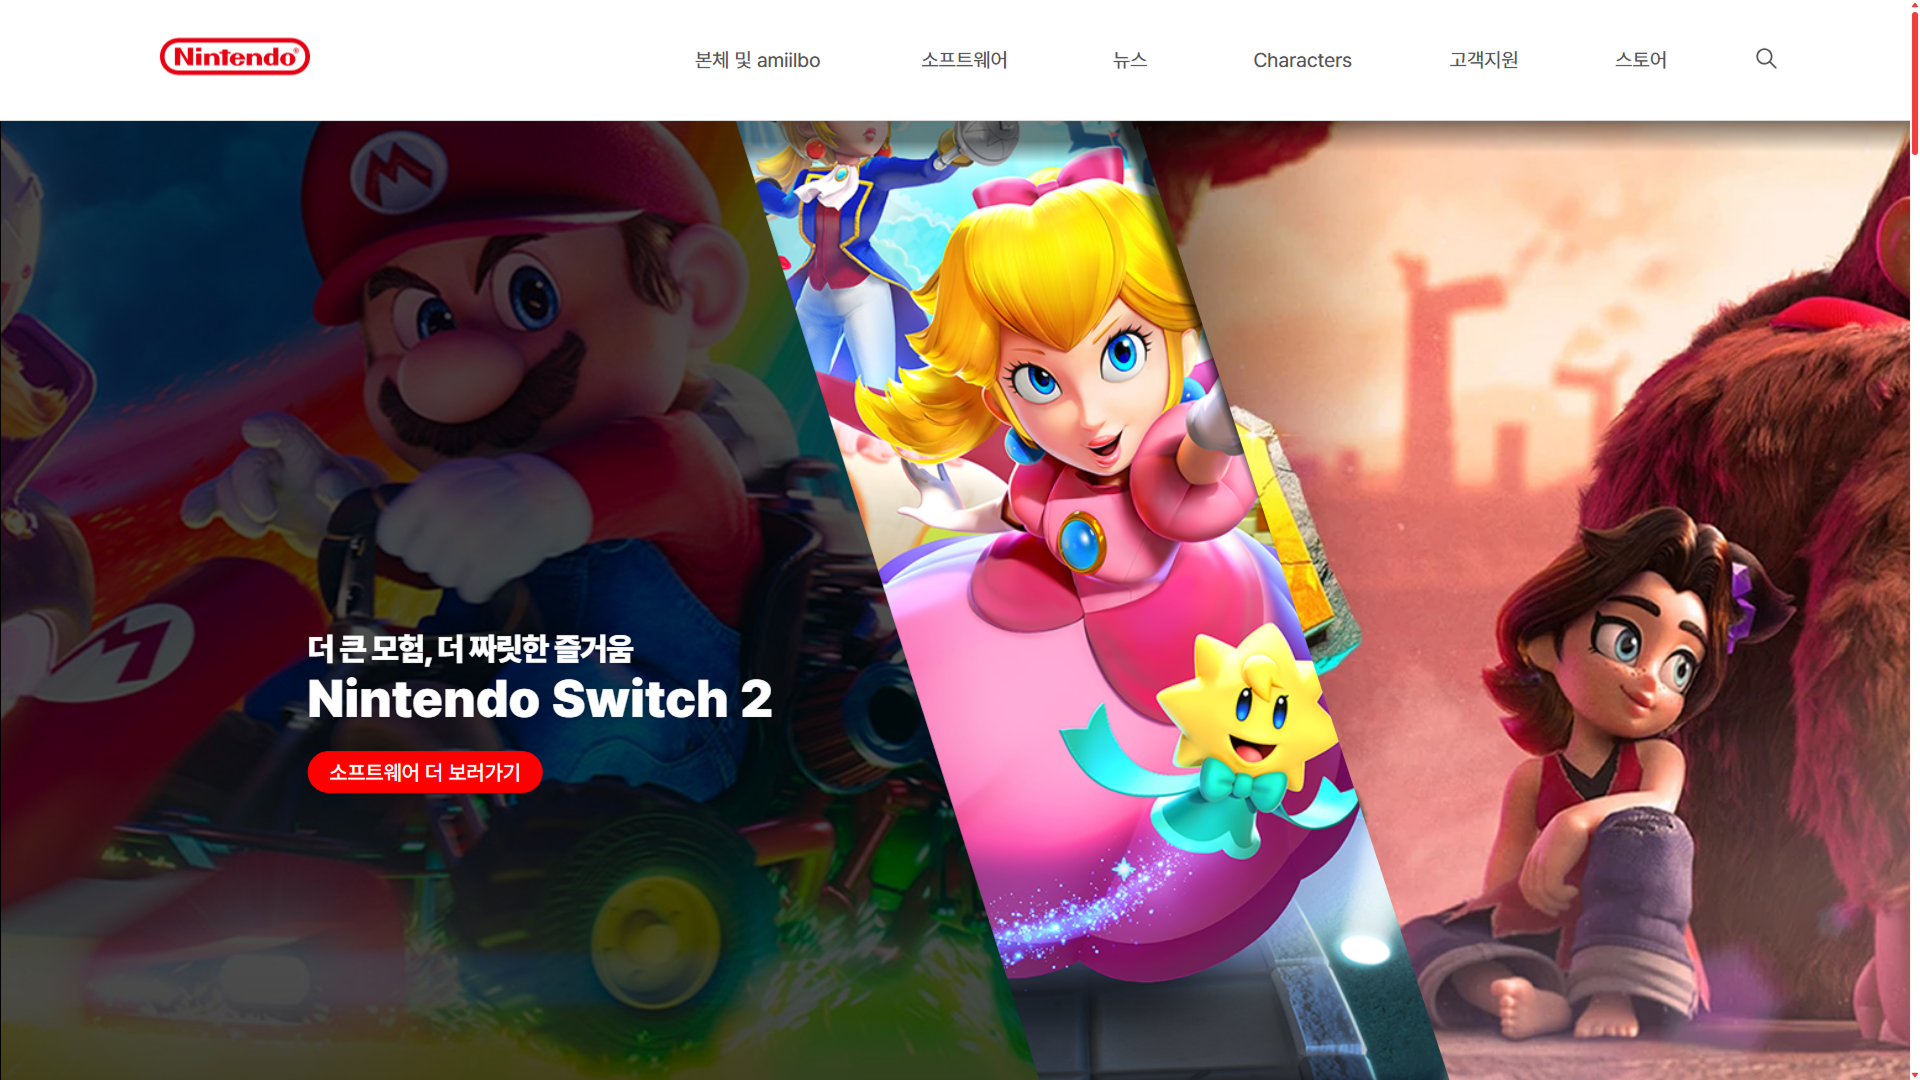 Nintendo
본체 및 amiilbo
소프트웨어
뉴스
Characters
고객지원
스토어
더 큰 모험, 더 짜릿한 즐거움
Nintendo Switch 2
소프트웨어 더 보러가기